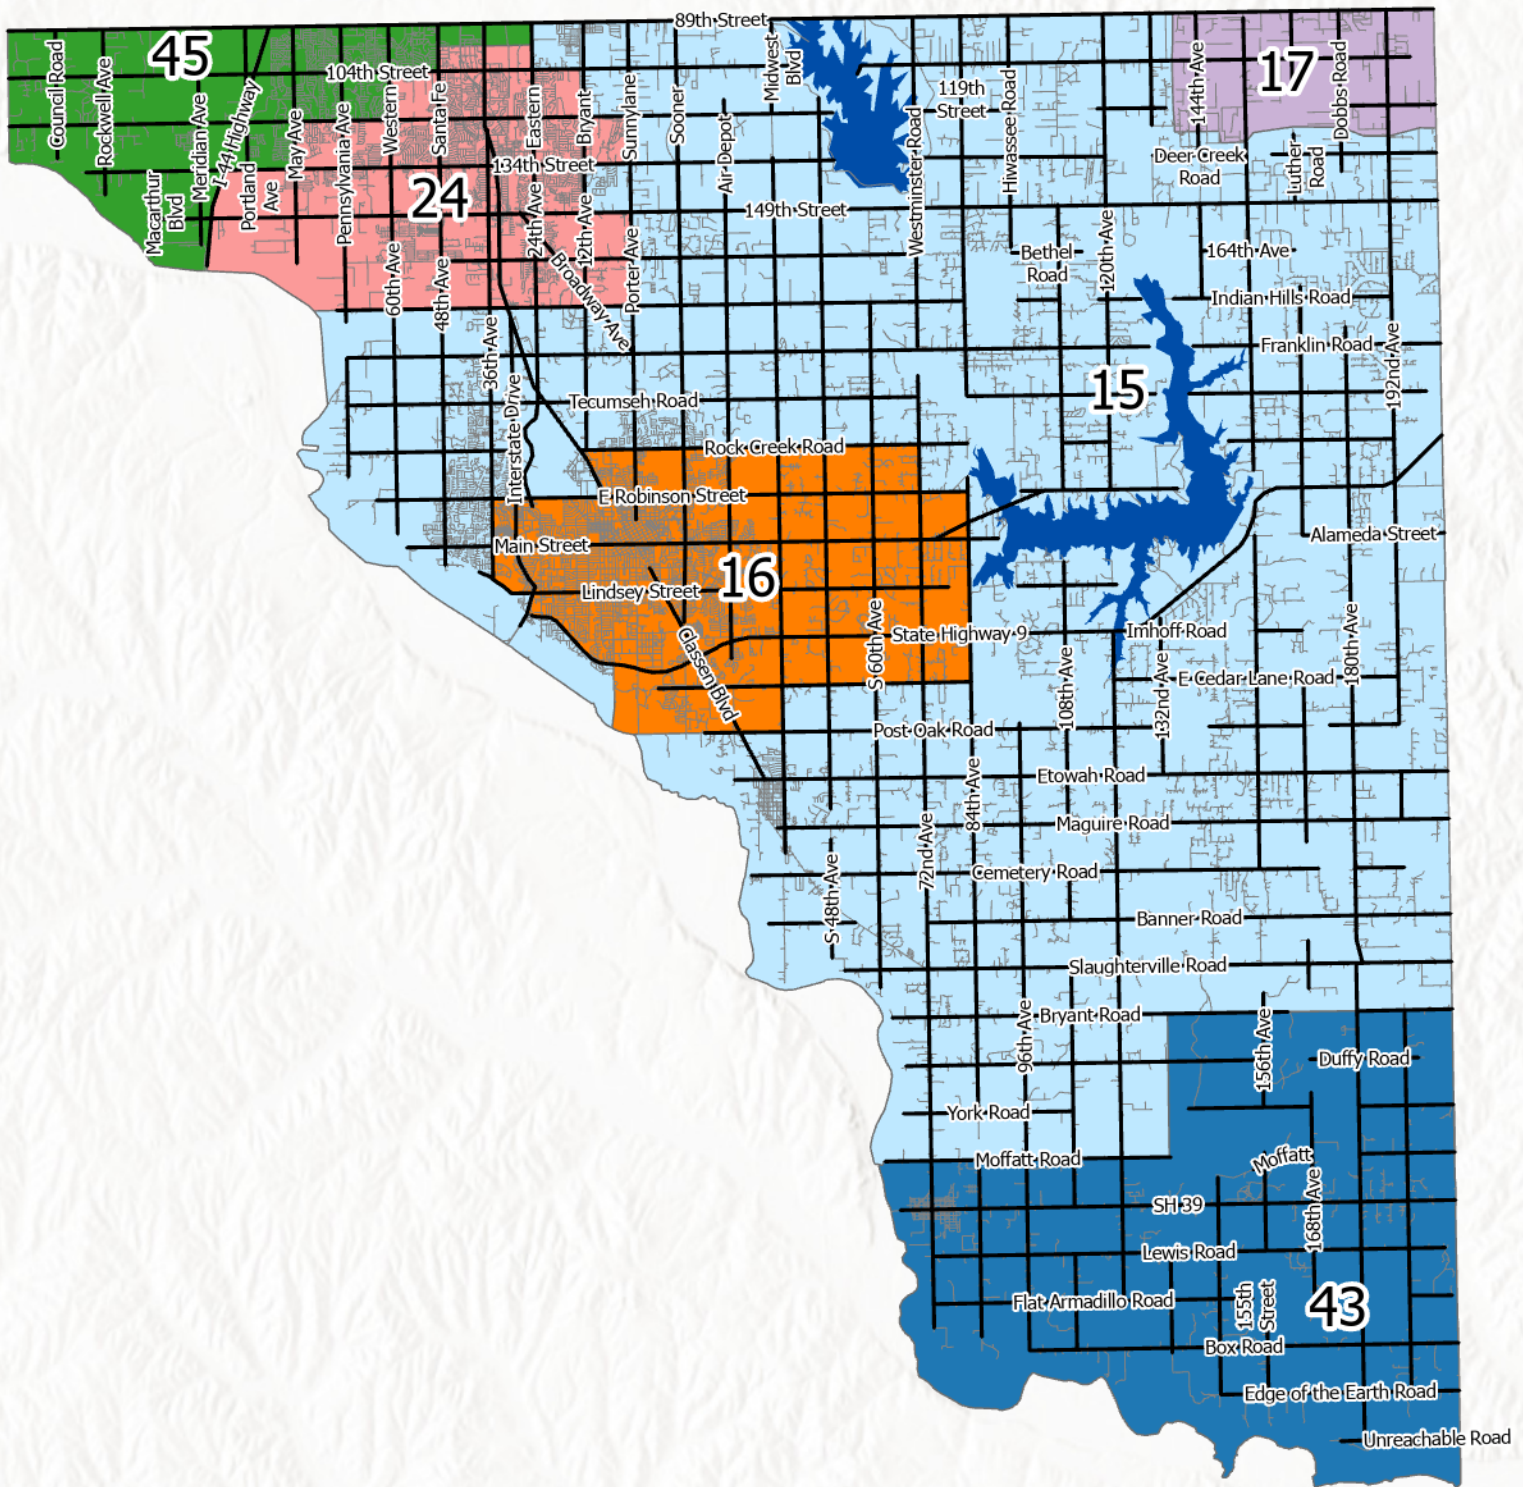 89th Street
45
17
Council Road
Rockwell Ave
Meridian Ave
I-44 Highway
May Ave
Pennsylvania Ave
104th Street
Western
Santa Fe
Eastern
Bryant
Sunnylane
Sooner
Air Depot
Midwest
Blvd
Westminster Road
119th
Street
Hiwassee Road
144th Ave
Dobbs Road
Luther
Road
Deer Creek
Road
134th Street
24
Macarthur
Blvd
Portland
Ave
149th Street
60th Ave
48th Ave
36th Ave
24th Ave
12th Ave
Porter Ave
Broadway Ave
Bethel
Road
120th Ave
164th Ave
Indian Hills Road
Franklin Road
192nd Ave
15
Interstate Drive
Tecumseh Road
Rock Creek Road
E Robinson Street
Main Street
16
Lindsey Street
Classen Blvd
S 60th Ave
State Highway 9
Alameda Street
Imhoff Road
180th Ave
108th Ave
132nd Ave
E Cedar Lane Road
Post Oak Road
84th Ave
Etowah Road
72nd Ave
Maguire Road
S 48th Ave
Cemetery Road
Banner Road
Slaughterville Road
96th Ave
Bryant Road
156th Ave
Duffy Road
York Road
Moffatt Road
Moffatt
168th Ave
SH 39
Lewis Road
Flat Armadillo Road
155th
Street
43
Box Road
Edge of the Earth Road
Unreachable Road